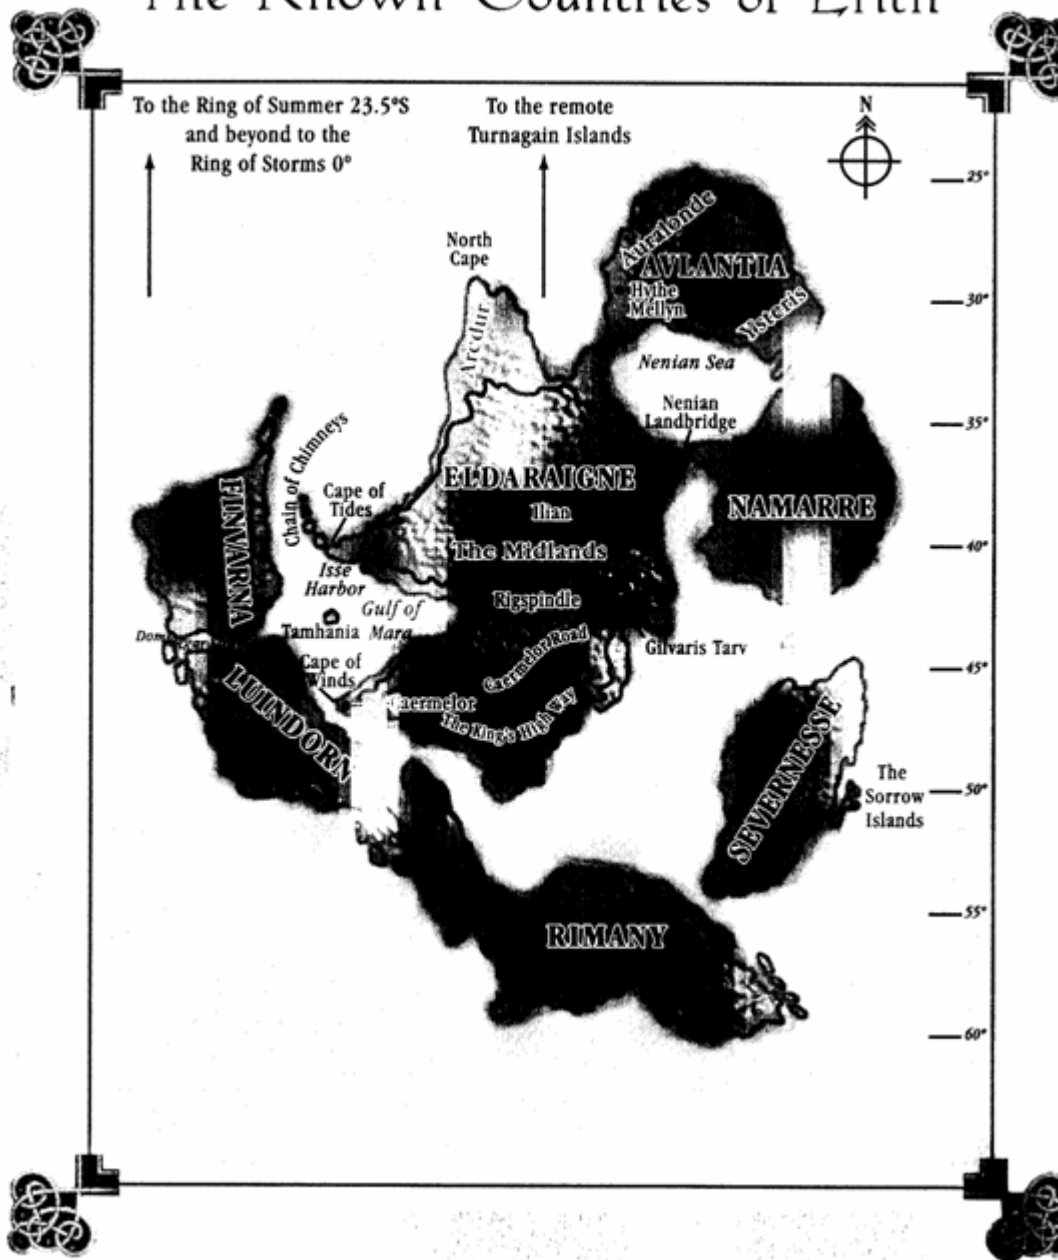 The Known Countries of Erith
To the Ring of Summer 23.5°S
and beyond to the
Ring of Storms 0°
To the remote
Turnagain Islands
N
25°
Auralonde
North
Cape
AVLANTIA
Hythe
Mellyn
30°
Ysteris
Arcdur
Nenian Sea
Nenian
Landbridge
35°
Chain of Chimneys
ELDARAIGNE
FINVARNA
Cape of
Tides
NAMARRE
Ilian
40°
The Midlands
Isse
Harbor
Rigspindle
Gulf of
Mara
Tamhania
Gilvaris Tarv
Caermelor Road
45°
Cape of
Winds
LUINDORN
Caermelor
The King's High Way
SEVERNESSE
The
Sorrow
Islands
50°
55°
RIMANY
60°